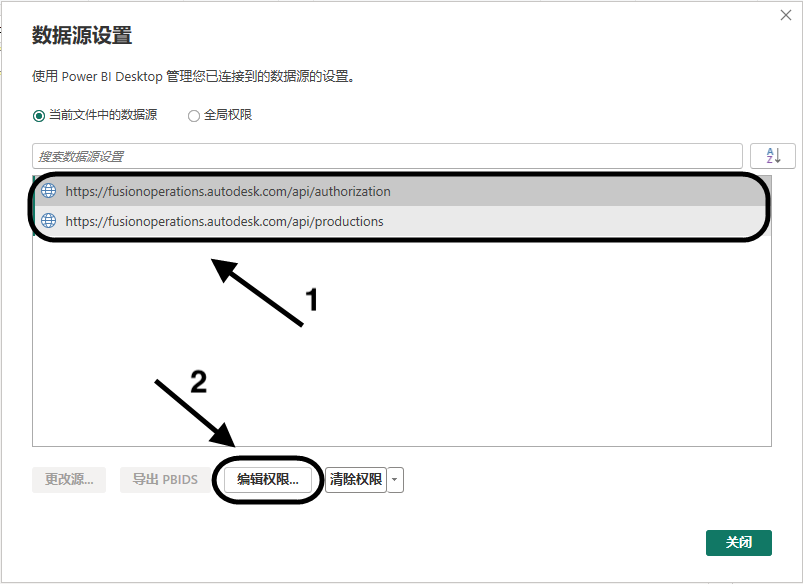 数据源设置
使用 Power BI Desktop 管理您已连接到的数据源的设置。
当前文件中的数据源 全局权限
搜索数据源设置
https://fusionoperations.autodesk.com/api/authorization
https://fusionoperations.autodesk.com/api/productions
1
2
更改源... 导出 PBIDS 编辑权限... 清除权限
关闭